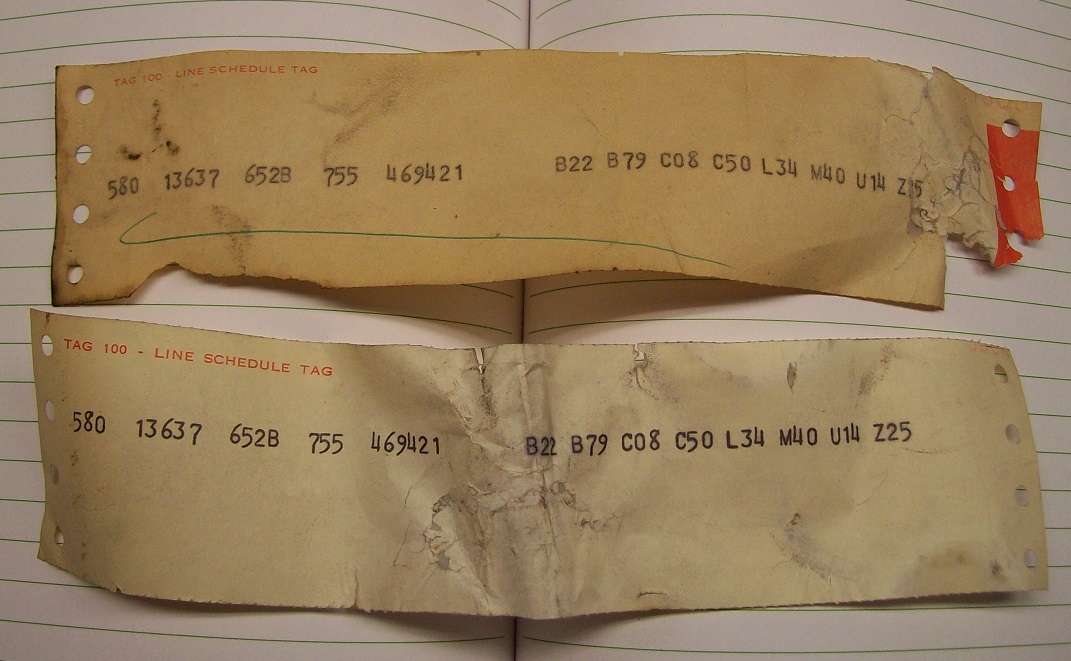 TAG 100 - LINE SCHEDULE TAG
580 13637 652B 755 469421 B22 B79 C08 C50 L34 M40 U14
TAG 100 - LINE SCHEDULE TAG
580 13637 652B 755 469421 B22 B79 C08 C50 L34 M40 U14 Z25